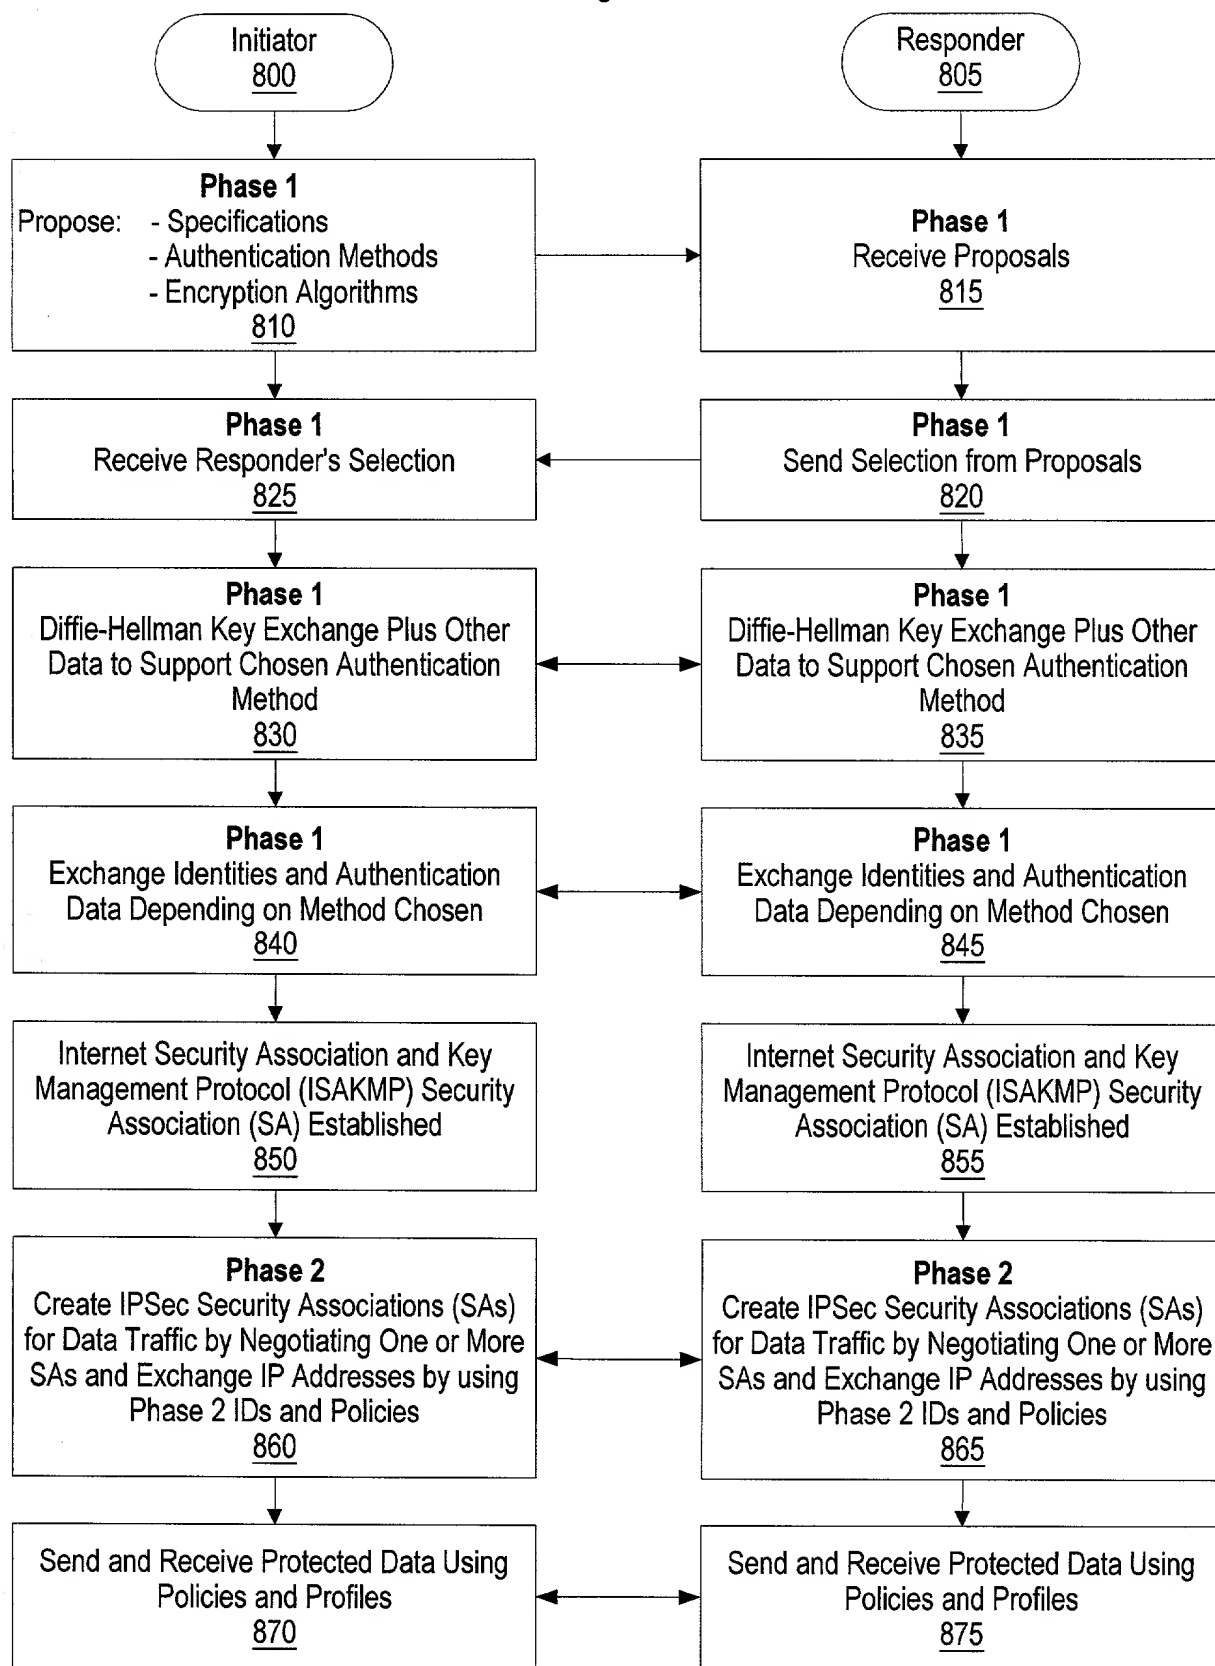 Initiator
800
Responder
805
Phase 1
Propose: - Specifications
- Authentication Methods
- Encryption Algorithms
810
Phase 1
Receive Proposals
815
Phase 1
Receive Responder's Selection
825
Phase 1
Send Selection from Proposals
820
Phase 1
Diffie-Hellman Key Exchange Plus Other
Data to Support Chosen Authentication
Method
830
Phase 1
Diffie-Hellman Key Exchange Plus Other
Data to Support Chosen Authentication
Method
835
Phase 1
Exchange Identities and Authentication
Data Depending on Method Chosen
840
Phase 1
Exchange Identities and Authentication
Data Depending on Method Chosen
845
Internet Security Association and Key
Management Protocol (ISAKMP) Security
Association (SA) Established
850
Internet Security Association and Key
Management Protocol (ISAKMP) Security
Association (SA) Established
855
Phase 2
Create IPSec Security Associations (SAs)
for Data Traffic by Negotiating One or More
SAs and Exchange IP Addresses by using
Phase 2 IDs and Policies
860
Phase 2
Create IPSec Security Associations (SAs)
for Data Traffic by Negotiating One or More
SAs and Exchange IP Addresses by using
Phase 2 IDs and Policies
865
Send and Receive Protected Data Using
Policies and Profiles
870
Send and Receive Protected Data Using
Policies and Profiles
875